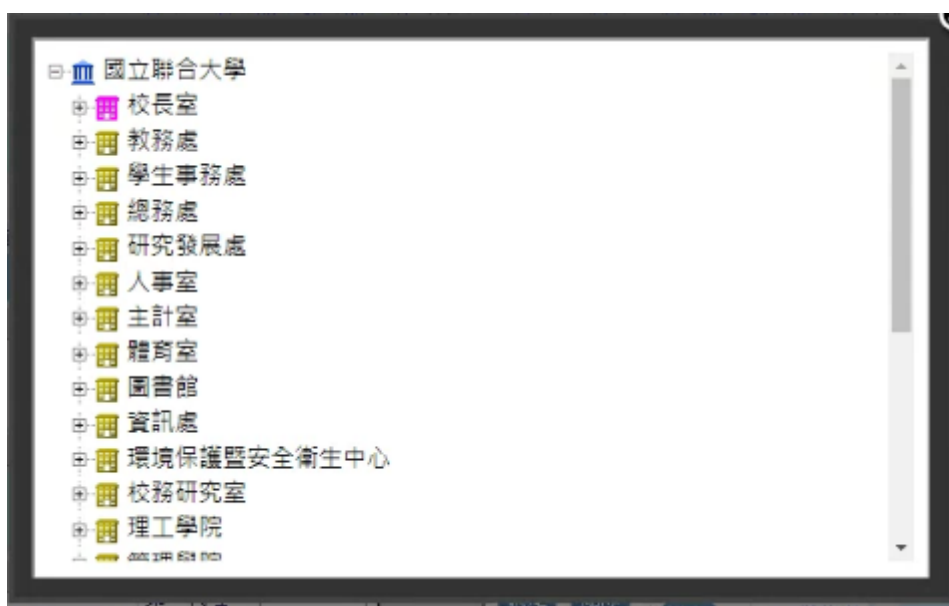 國立聯合大學
校長室
教務處
學生事務處
總務處
研究發展處
人事室
主計室
體育室
圖書館
資訊處
環境保護暨安全衛生中心
校務研究室
理工學院